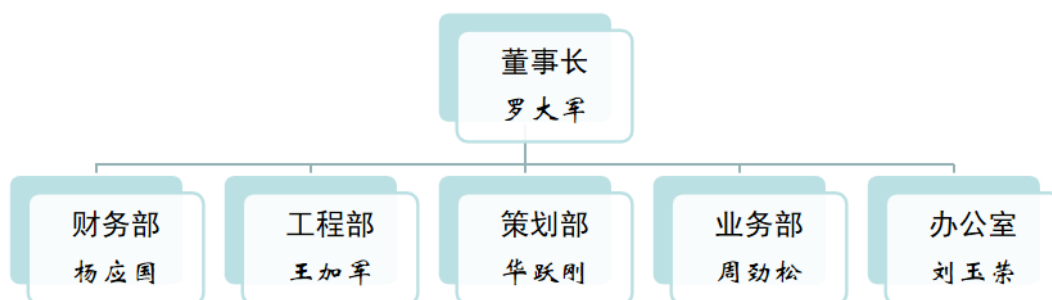 董事长
罗大军
财务部
杨应国
工程部
王加军
策划部
华跃刚
业务部
周劲松
办公室
刘玉荣